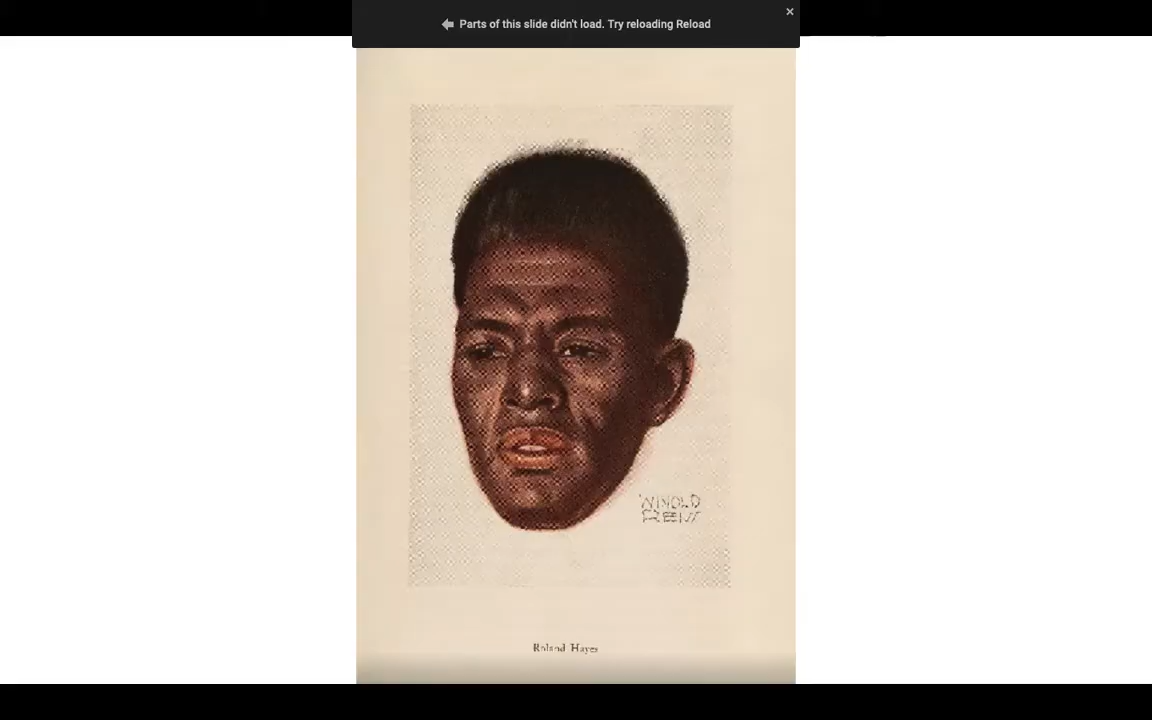 Parts of this slide didn't load. Try reloading Reload
WINOLD
REISS
Roland Hayes